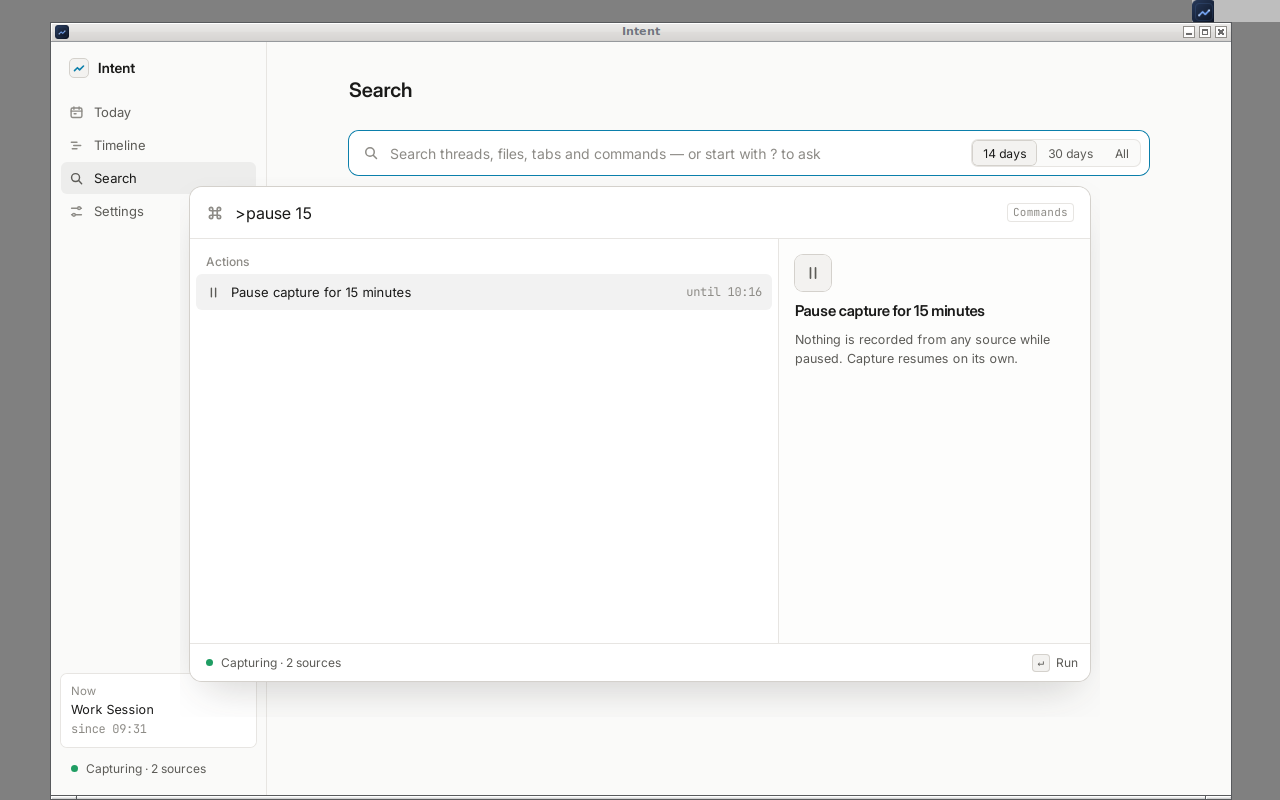 Intent
Intent
Today
Timeline
Search
Settings
Search
Search threads, files, tabs and commands — or start with ? to ask
14 days
30 days
All
>pause 15
Commands
Actions
Pause capture for 15 minutes
until 10:16
Pause capture for 15 minutes
Nothing is recorded from any source while
paused. Capture resumes on its own.
Capturing · 2 sources
↵ Run
Now
Work Session
since 09:31
Capturing · 2 sources